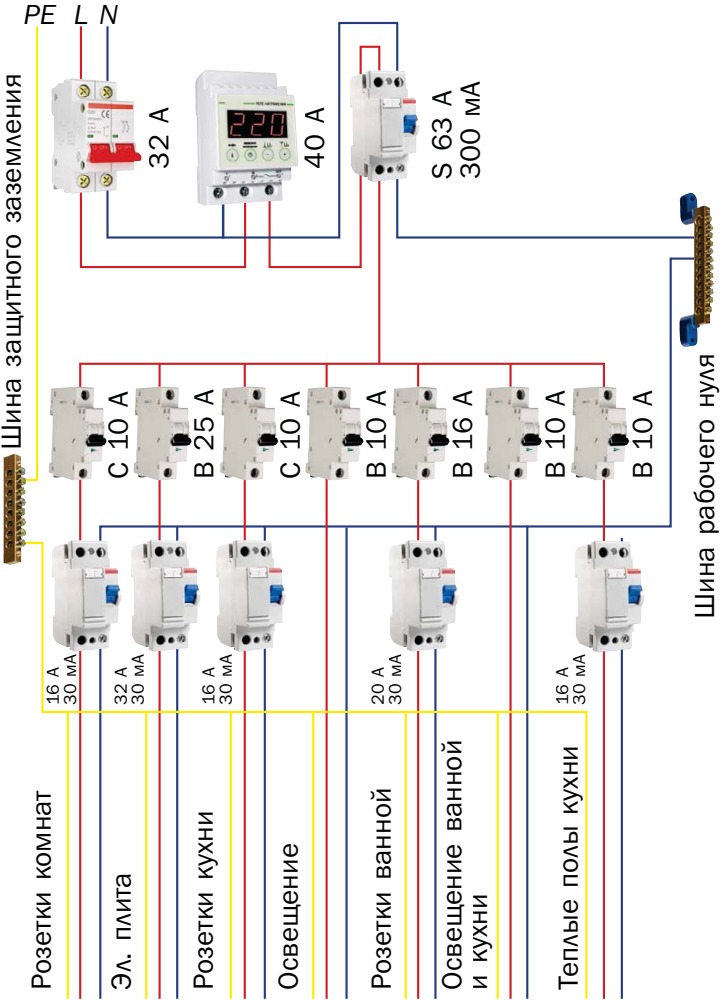 PE L N
Шина защитного заземления
32 А
220
40 А
S 63 А
300 мА
Шина рабочего нуля
C 10 А
B 25 А
C 10 А
B 10 А
B 16 А
B 10 А
B 10 А
16 А
30 мА
32 А
30 мА
16 А
30 мА
20 А
30 мА
16 А
30 мА
Розетки комнат
Эл. плита
Розетки кухни
Освещение
Розетки ванной
Освещение ванной
и кухни
Теплые полы кухни